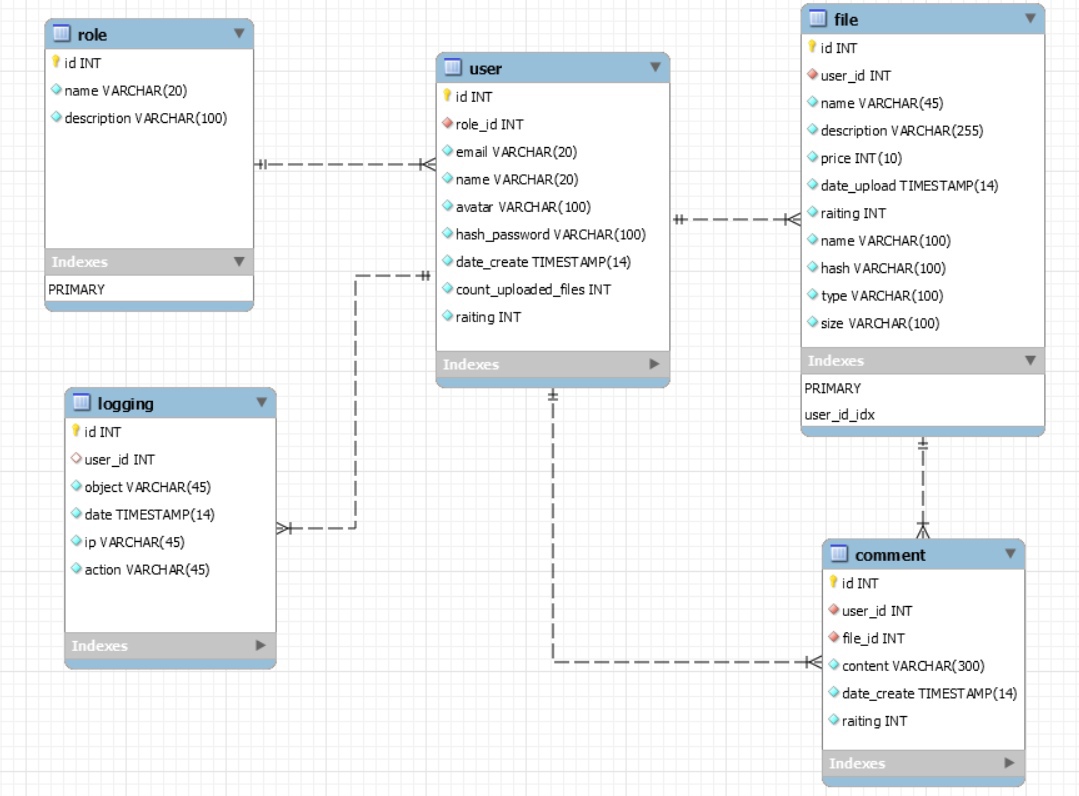 role
id INT
name VARCHAR(20)
description VARCHAR(100)
Indexes
PRIMARY
user
id INT
role_id INT
email VARCHAR(20)
name VARCHAR(20)
avatar VARCHAR(100)
hash_password VARCHAR(100)
date_create TIMESTAMP(14)
count_uploaded_files INT
raiting INT
Indexes
file
id INT
user_id INT
name VARCHAR(45)
description VARCHAR(255)
price INT(10)
date_upload TIMESTAMP(14)
raiting INT
name VARCHAR(100)
hash VARCHAR(100)
type VARCHAR(100)
size VARCHAR(100)
Indexes
PRIMARY
user_id_idx
logging
id INT
user_id INT
object VARCHAR(45)
date TIMESTAMP(14)
ip VARCHAR(45)
action VARCHAR(45)
Indexes
comment
id INT
user_id INT
file_id INT
content VARCHAR(300)
date_create TIMESTAMP(14)
raiting INT
Indexes